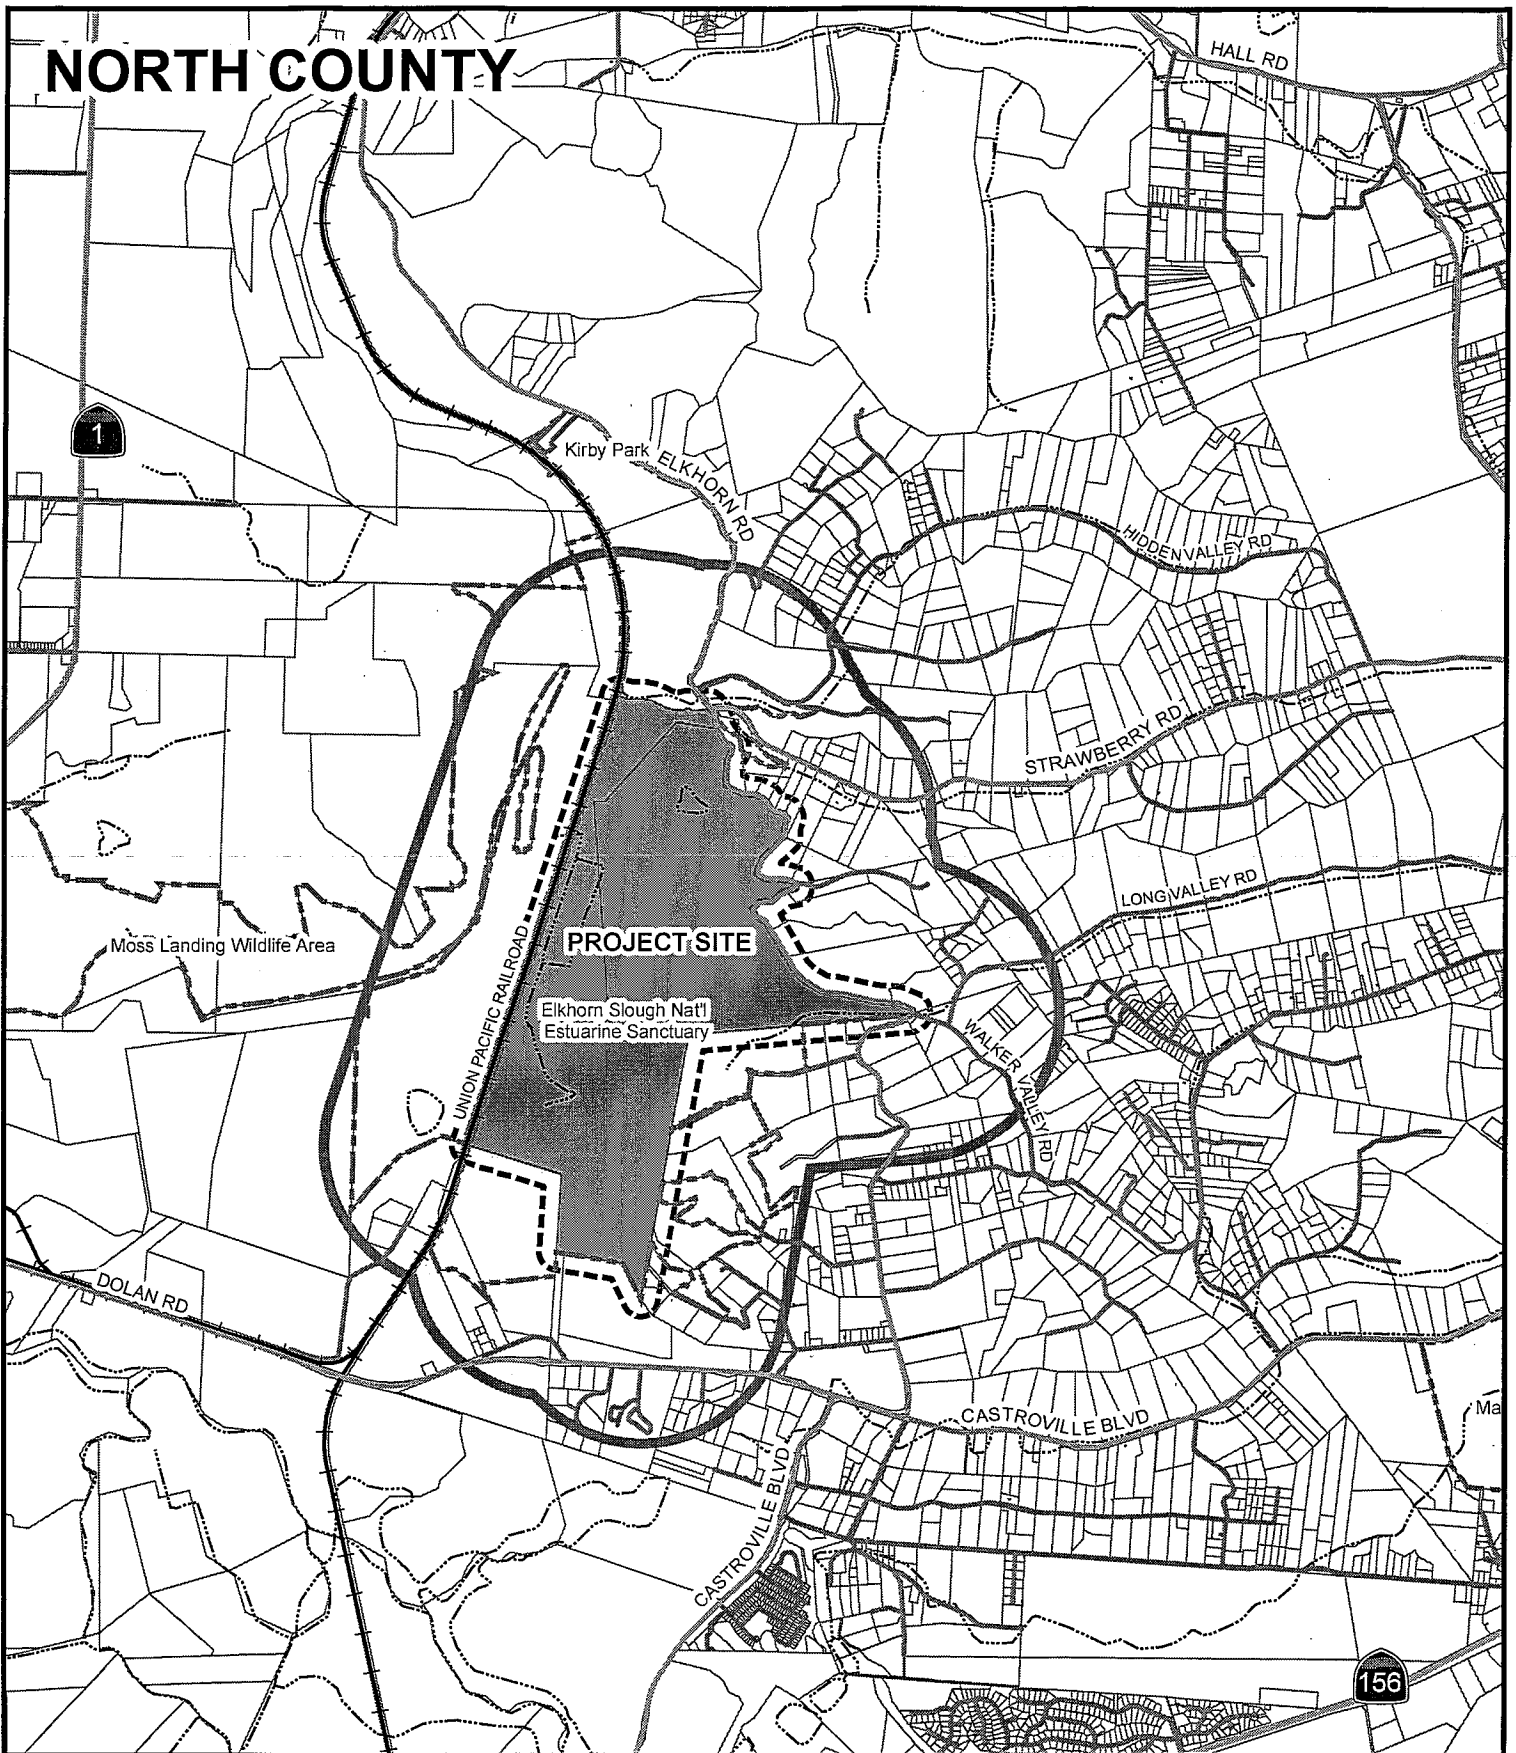 NORTH COUNTY
HALL RD
1
Kirby Park
ELKHORN RD
HIDDEN VALLEY RD
STRAWBERRY RD
LONG VALLEY RD
Moss Landing Wildlife Area
PROJECT SITE
UNION PACIFIC RAILROAD
Elkhorn Slough Nat'l
Estuarine Sanctuary
WALKER VALLEY RD
DOLAN RD
CASTROVILLE BLVD
Ma
CASTROVILLE BLVD
156